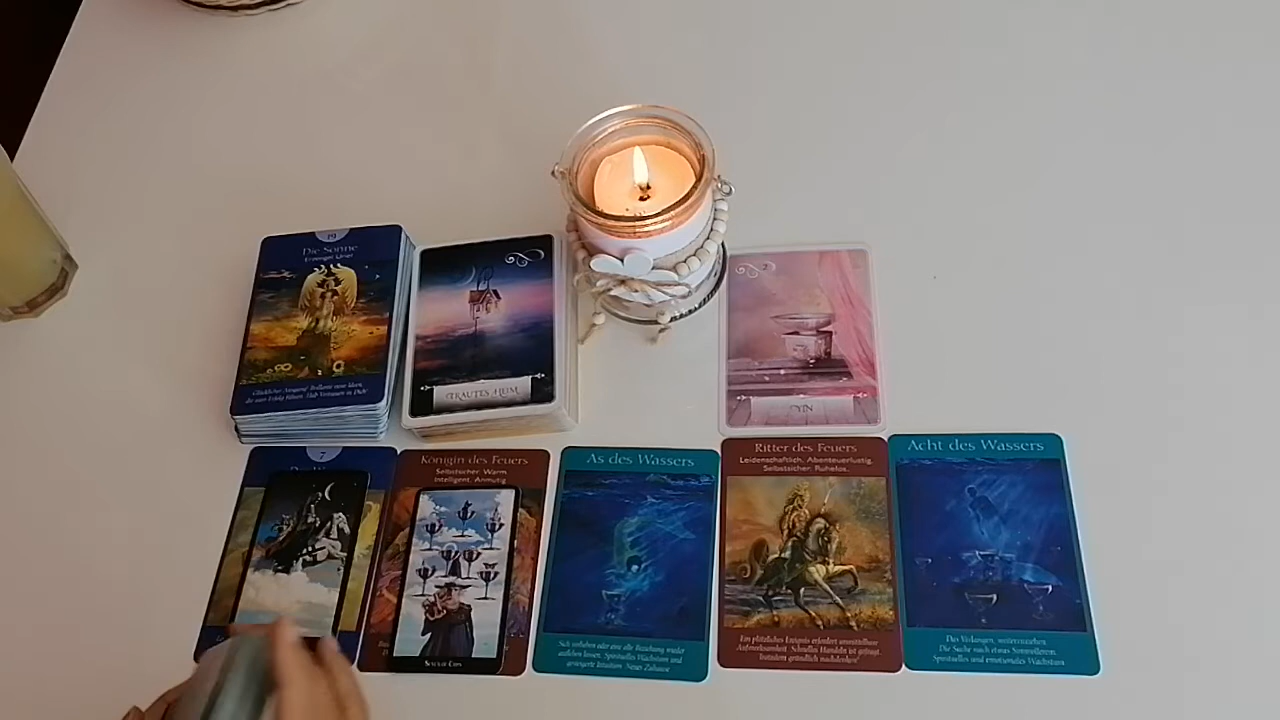 19
Die Sonne
Erzengel Uriel
Glücklicher Ausgang! Brillante neue Ideen,
die zum Erfolg führen. Hab Vertrauen in Dich!
TRAUTES HEIM
2
YIN
7
Königin des Feuers
Selbstsicher, Warm,
Intelligent, Anmutig
SEVEN OF CUPS
As des Wassers
Sich verlieben oder eine alte Beziehung wieder
aufleben lassen. Spirituelles Wachstum und
gesteigerte Intuition. Neues Zuhause
Ritter des Feuers
Leidenschaftlich, Abenteuerlustig,
Selbstsicher, Ruhelos.
Ein plötzliches Ereignis erfordert unmittelbare
Aufmerksamkeit. Schnelles Handeln ist gefragt.
Trotzdem gründlich nachdenken!
Acht des Wassers
Das Verlangen, weiterzuziehen.
Die Suche nach etwas Sinnvollerem.
Spirituelles und emotionales Wachstum